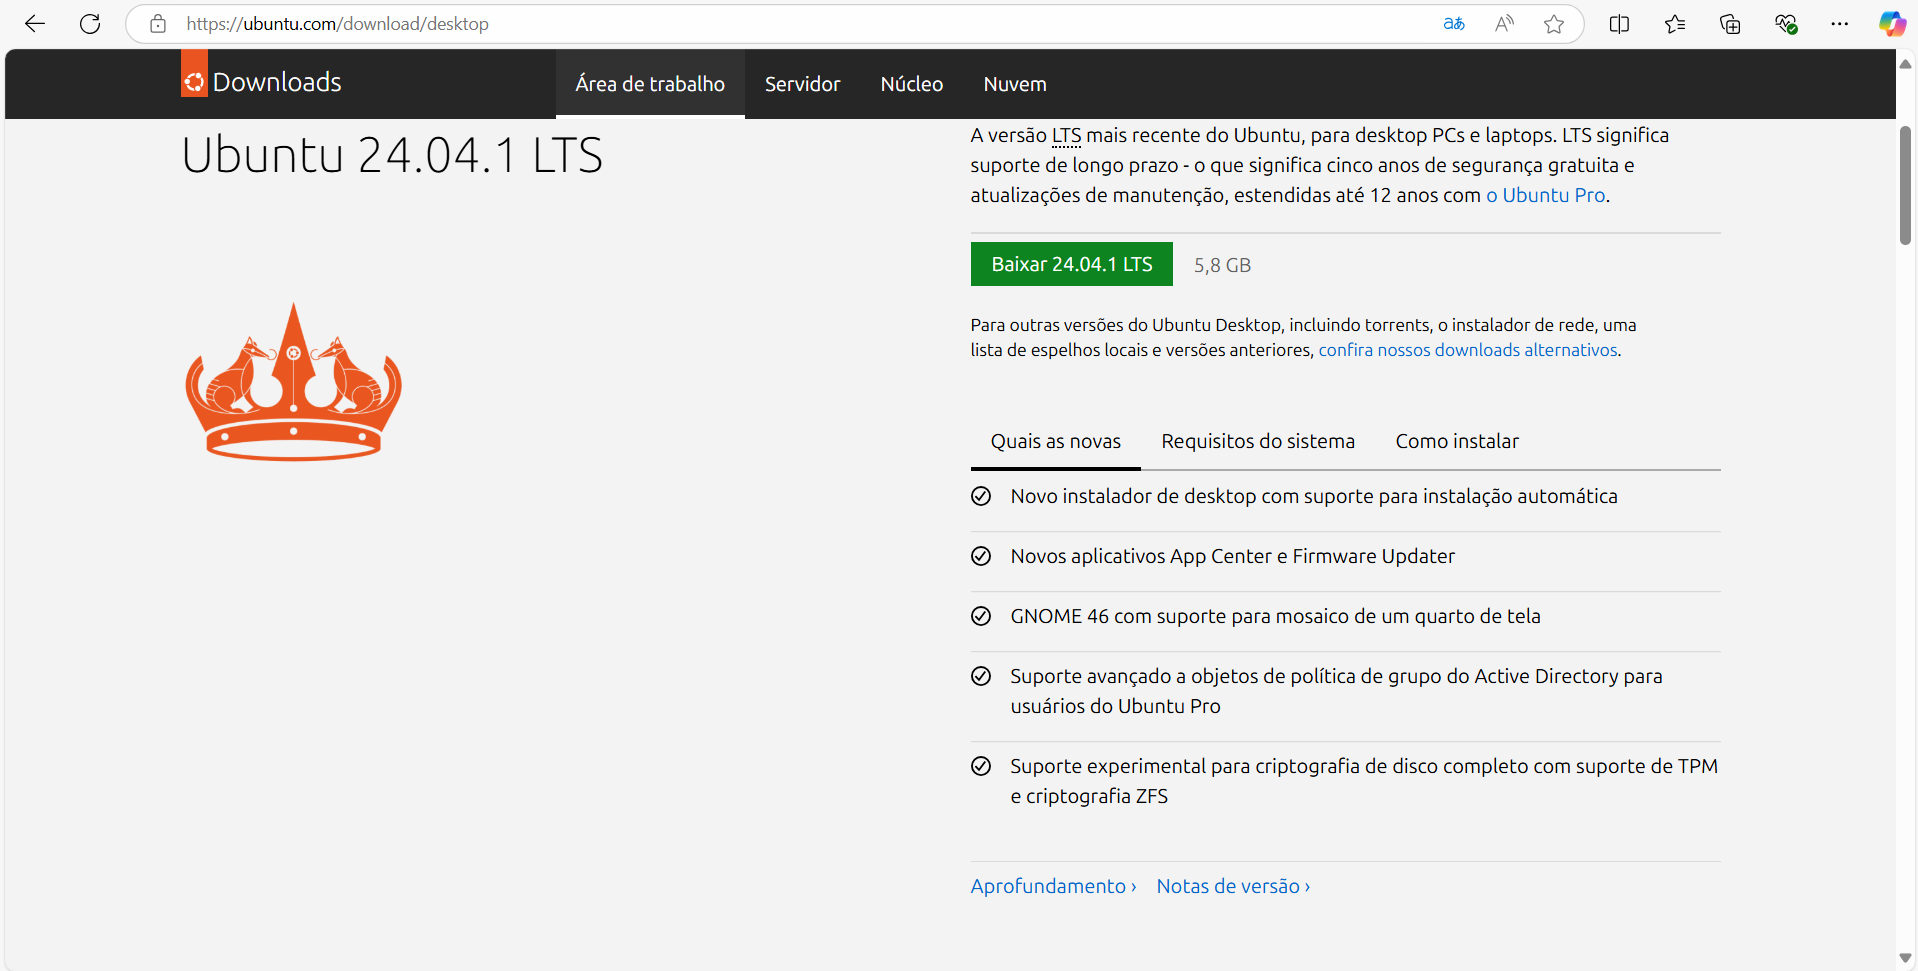 https://ubuntu.com/download/desktop
Downloads
Área de trabalho
Servidor
Núcleo
Nuvem
Ubuntu 24.04.1 LTS
A versão LTS mais recente do Ubuntu, para desktop PCs e laptops. LTS significa
suporte de longo prazo - o que significa cinco anos de segurança gratuita e
atualizações de manutenção, estendidas até 12 anos com o Ubuntu Pro.
Baixar 24.04.1 LTS
5,8 GB
Para outras versões do Ubuntu Desktop, incluindo torrents, o instalador de rede, uma
lista de espelhos locais e versões anteriores, confira nossos downloads alternativos.
Quais as novas
Requisitos do sistema
Como instalar
Novo instalador de desktop com suporte para instalação automática
Novos aplicativos App Center e Firmware Updater
GNOME 46 com suporte para mosaico de um quarto de tela
Suporte avançado a objetos de política de grupo do Active Directory para
usuários do Ubuntu Pro
Suporte experimental para criptografia de disco completo com suporte de TPM
e criptografia ZFS
Aprofundamento ›
Notas de versão ›